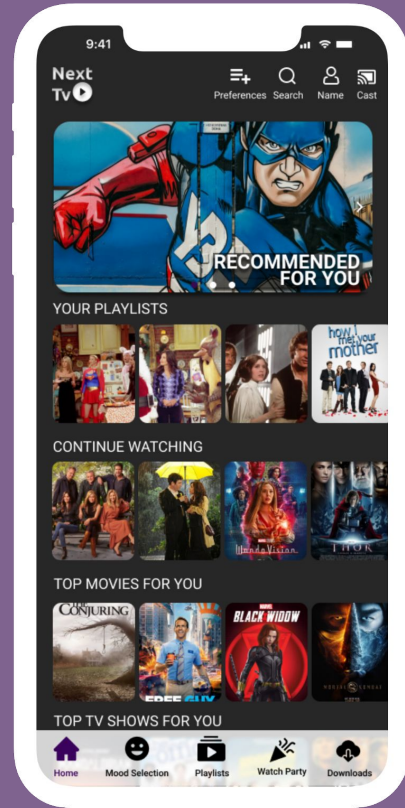 9:41
Next
Tv
Preferences Search Name Cast
RECOMMENDED
FOR YOU
YOUR PLAYLISTS
how i
met your
mother
CONTINUE WATCHING
WandaVision
THOR
TOP MOVIES FOR YOU
THE
CONJURING
FREE GUY
MARVEL
BLACK WIDOW
TOP TV SHOWS FOR YOU
Home Mood Selection Playlists Watch Party Downloads